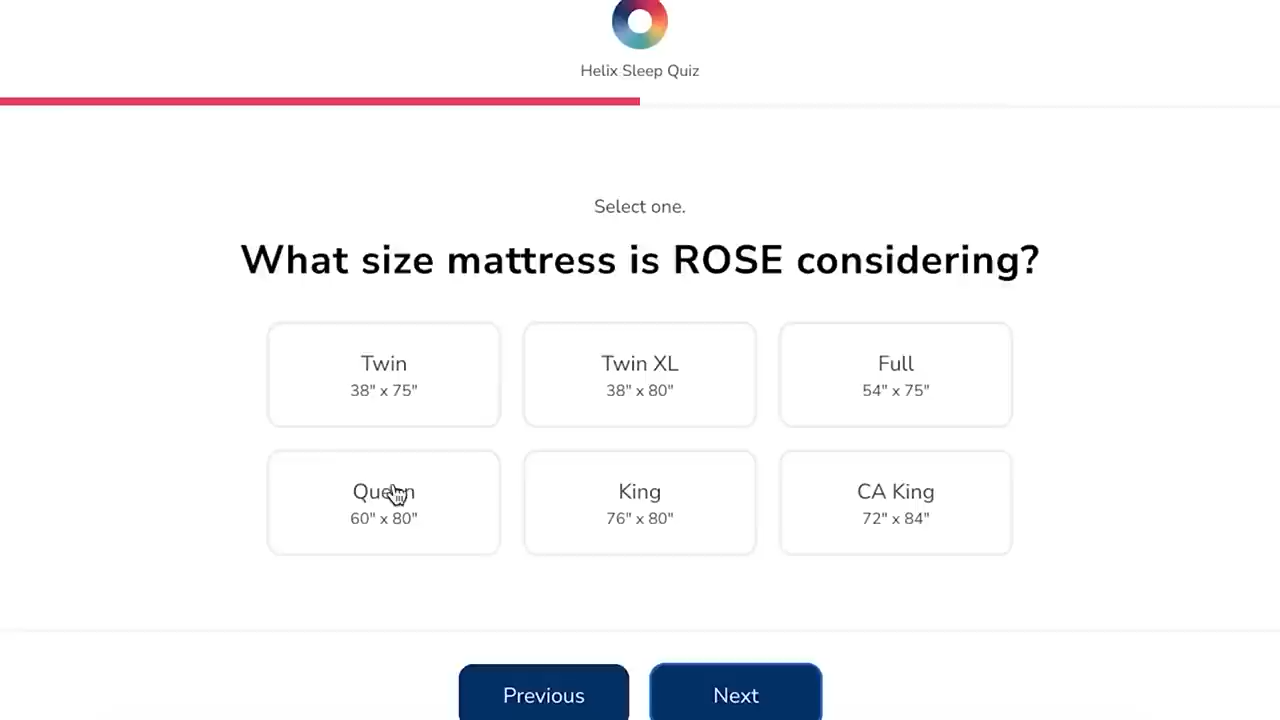 Helix Sleep Quiz
Select one.
What size mattress is ROSE considering?
Twin
38" x 75"
Twin XL
38" x 80"
Full
54" x 75"
Queen
60" x 80"
King
76" x 80"
CA King
72" x 84"
Previous
Next